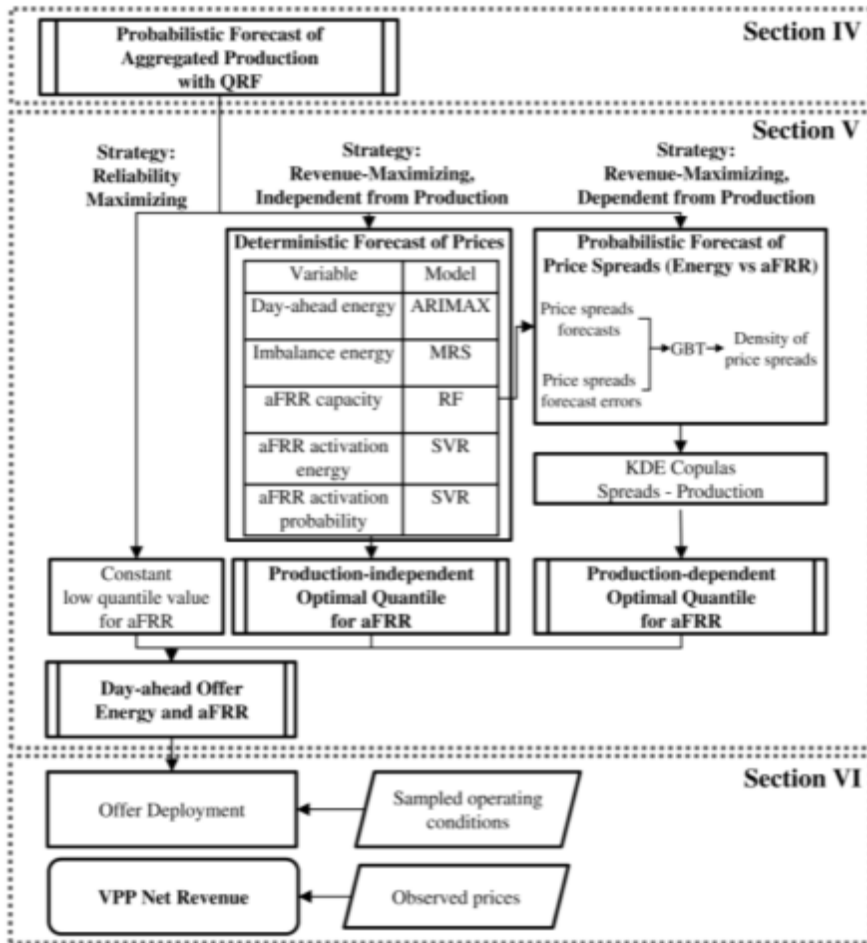 Section IV
Probabilistic Forecast of
Aggregated Production
with QRF
Section V
Strategy:
Reliability
Maximizing
Strategy:
Revenue-Maximizing,
Independent from Production
Strategy:
Revenue-Maximizing,
Dependent from Production
Deterministic Forecast of Prices
Variable Model
Day-ahead energy ARIMAX
Imbalance energy MRS
aFRR capacity RF
aFRR activation
energy
SVR
aFRR activation
probability
SVR
Probabilistic Forecast of
Price Spreads (Energy vs aFRR)
Price spreads
forecasts
Price spreads
forecast errors
GBT
Density of
price spreads
KDE Copulas
Spreads - Production
Constant
low quantile value
for aFRR
Production-independent
Optimal Quantile
for aFRR
Production-dependent
Optimal Quantile
for aFRR
Day-ahead Offer
Energy and aFRR
Section VI
Offer Deployment
Sampled operating
conditions
VPP Net Revenue
Observed prices